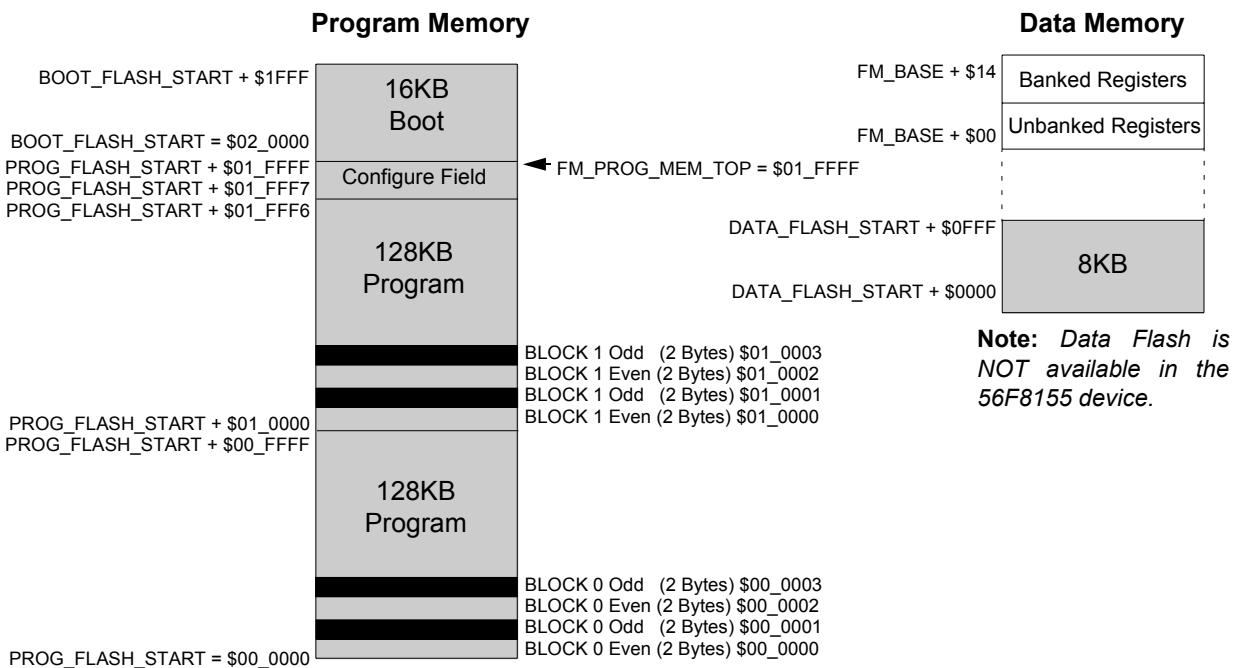 Program Memory
BOOT_FLASH_START + $1FFF
16KB
Boot
BOOT_FLASH_START = $02_0000
PROG_FLASH_START + $01_FFFF
PROG_FLASH_START + $01_FFF7
PROG_FLASH_START + $01_FFF6
Configure Field
FM_PROG_MEM_TOP = $01_FFFF
128KB
Program
BLOCK 1 Odd (2 Bytes) $01_0003
BLOCK 1 Even (2 Bytes) $01_0002
BLOCK 1 Odd (2 Bytes) $01_0001
BLOCK 1 Even (2 Bytes) $01_0000
PROG_FLASH_START + $01_0000
PROG_FLASH_START + $00_FFFF
128KB
Program
BLOCK 0 Odd (2 Bytes) $00_0003
BLOCK 0 Even (2 Bytes) $00_0002
BLOCK 0 Odd (2 Bytes) $00_0001
BLOCK 0 Even (2 Bytes) $00_0000
PROG_FLASH_START = $00_0000
Data Memory
FM_BASE + $14
Banked Registers
Unbanked Registers
FM_BASE + $00
DATA_FLASH_START + $0FFF
8KB
DATA_FLASH_START + $0000
Note: Data Flash is
NOT available in the
56F8155 device.